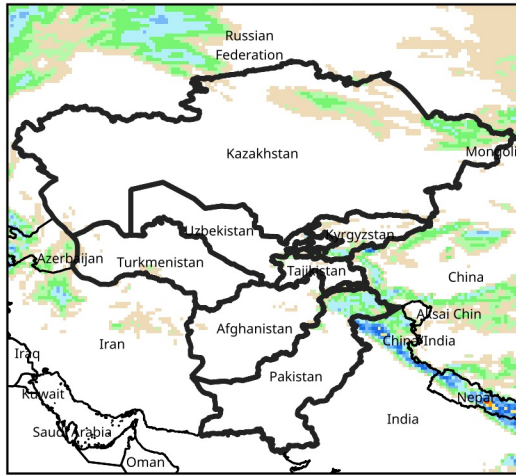 Russian
Federation
Kazakhstan
Mongoli
Uzbekistan
Kyrgyzstan
Azerbaijan
Turkmenistan
Tajikistan
China
Aksai Chin
Afghanistan
Iran
China/India
Iraq
Pakistan
Kuwait
Nepal
India
Saudi Arabia
Oman